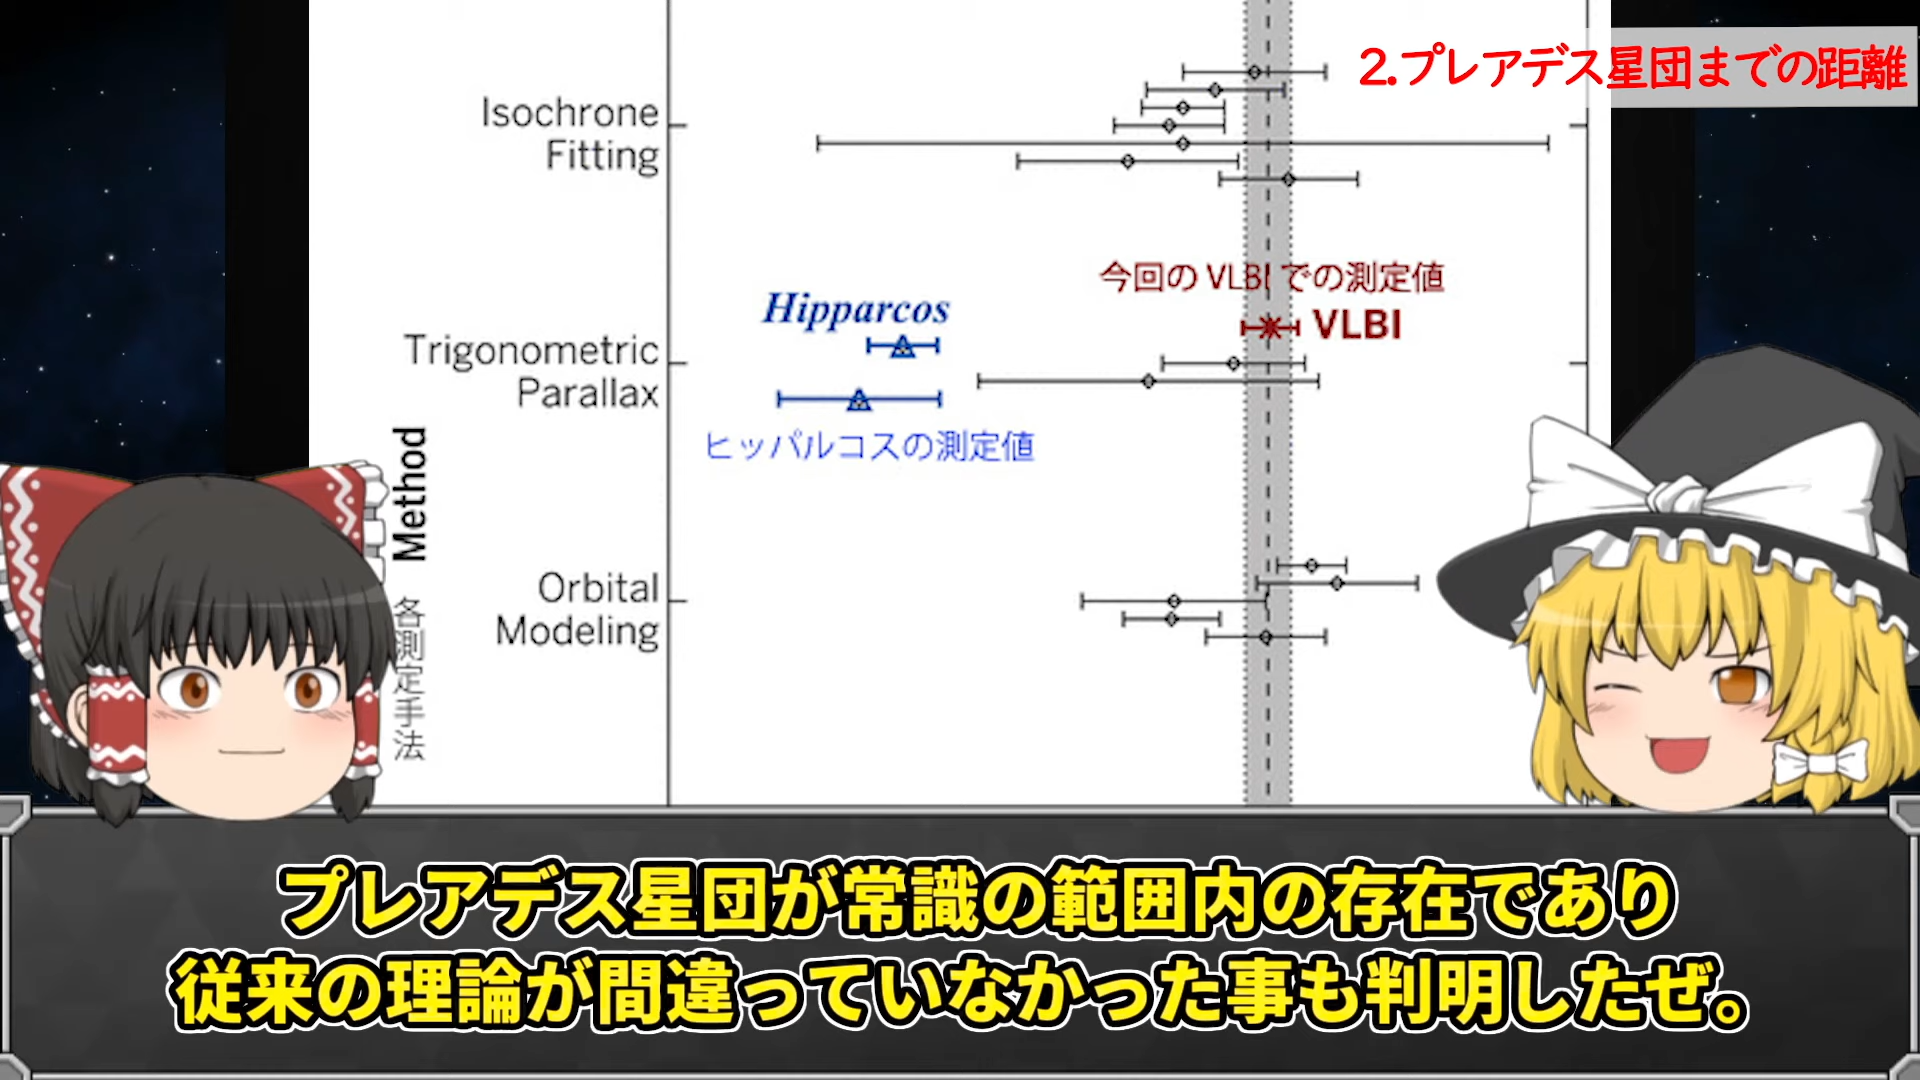 2.プレアデス星団までの距離
Isochrone
Fitting
今回の VLBI での測定値
Hipparcos
VLBI
Trigonometric
Parallax
ヒッパルコスの測定値
Method
各測定手法
Orbital
Modeling
プレアデス星団が常識の範囲内の存在であり
従来の理論が間違っていなかった事も判明したぜ。